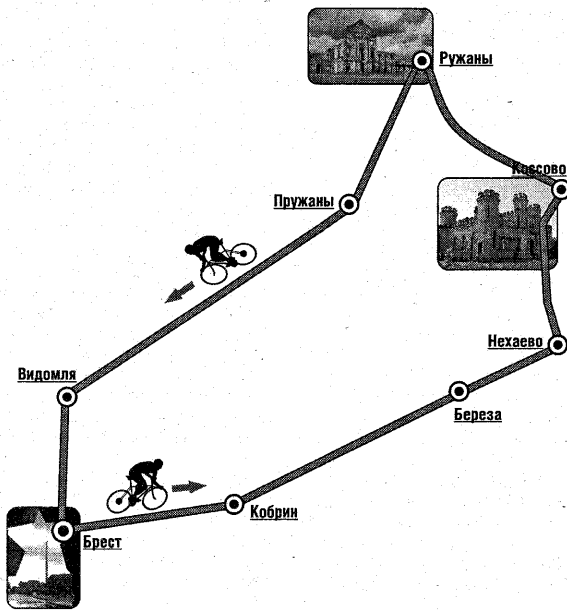 Ружаны
Коссово
Пружаны
Нехаево
Видомля
Береза
Кобрин
Брест